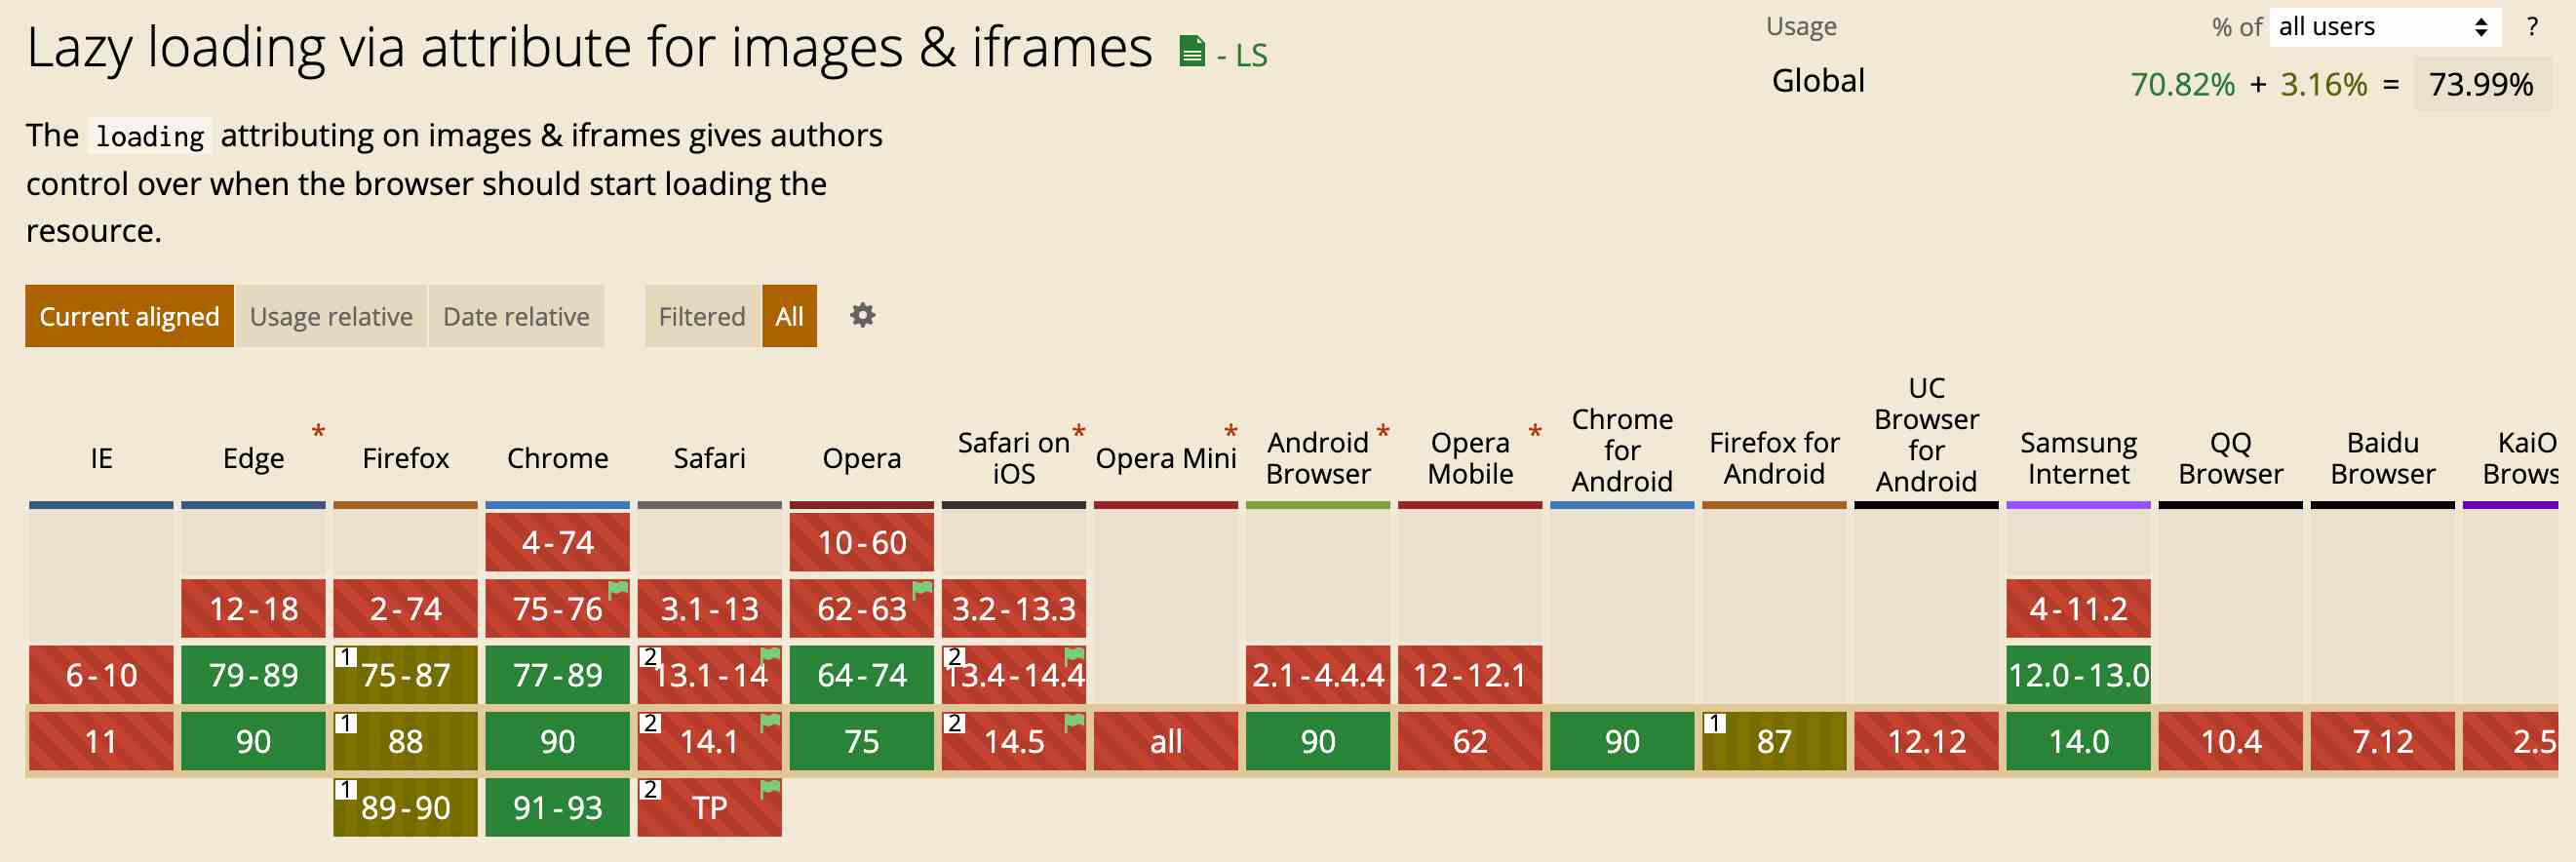 Lazy loading via attribute for images & iframes - LS
Usage % of all users ?
Global 70.82% + 3.16% = 73.99%
The loading attributing on images & iframes gives authors
control over when the browser should start loading the
resource.
Current aligned Usage relative Date relative Filtered All
IE
Edge *
Firefox
Chrome
Safari
Opera
Safari on *
iOS
Opera Mini *
Android *
Browser
Opera *
Mobile
Chrome
for
Android
Firefox for
Android
UC
Browser
for
Android
Samsung
Internet
QQ
Browser
Baidu
Browser
KaiO
Brows
4-74 10-60
12-18 2-74 75-76 3.1-13 62-63 3.2-13.3 4-11.2
6-10 79-89 1 75-87 77-89 2 13.1-14 64-74 2 13.4-14.4 2.1-4.4.4 12-12.1 12.0-13.0
11 90 1 88 90 2 14.1 75 2 14.5 all 90 62 90 1 87 12.12 14.0 10.4 7.12 2.5
1 89-90 91-93 2 TP